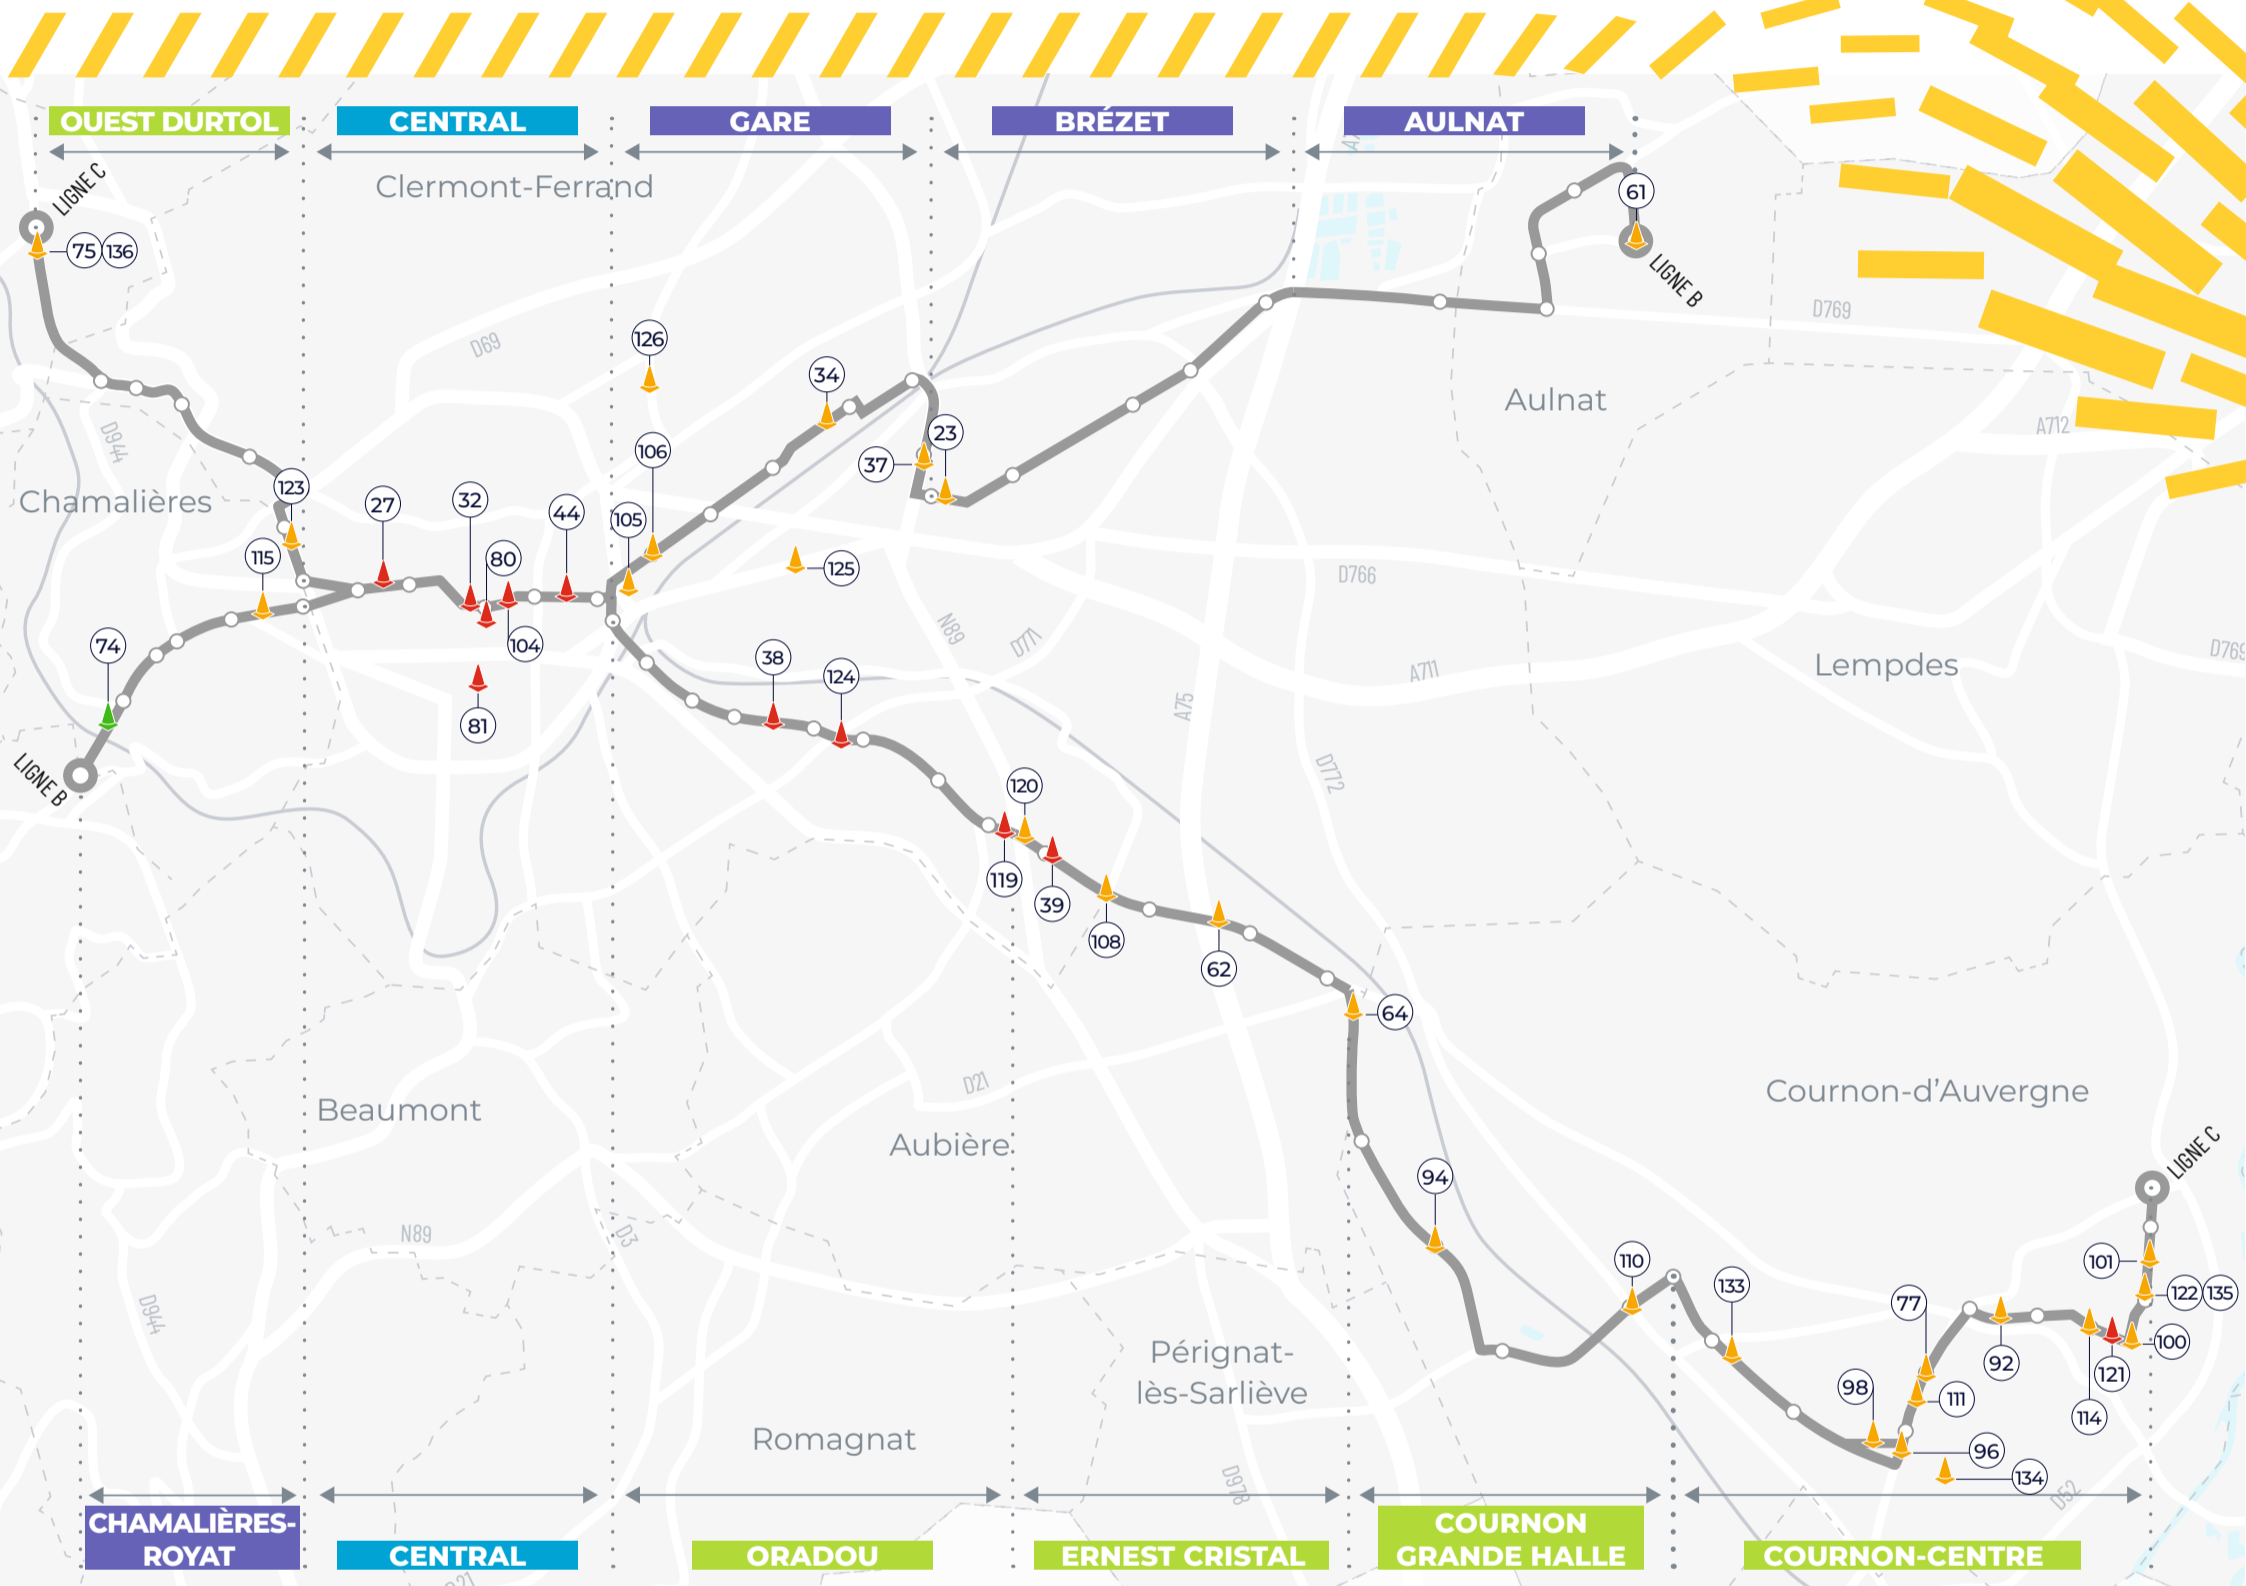 OUEST DURTOL
CENTRAL
GARE
BRÉZET
AULNAT
LIGNE C
Clermont-Ferrand
61
75
136
LIGNE B
D769
126
D69
34
Aulnat
A712
D944
23
106
37
Chamalières
123
27
32
44
105
115
80
125
D766
N89
D771
104
74
38
D769
Lempdes
A711
124
A75
81
LIGNE B
D772
120
119
39
108
62
64
D21
Cournon-d'Auvergne
Beaumont
Aubière
LIGNE C
94
N89
D3
110
101
133
122
135
77
D944
100
Pérignat-
lès-Sarliève
92
121
98
111
114
Romagnat
96
134
D978
D52
CHAMALIÈRES-
ROYAT
CENTRAL
ORADOU
ERNEST CRISTAL
COURNON
GRANDE HALLE
COURNON-CENTRE
D21